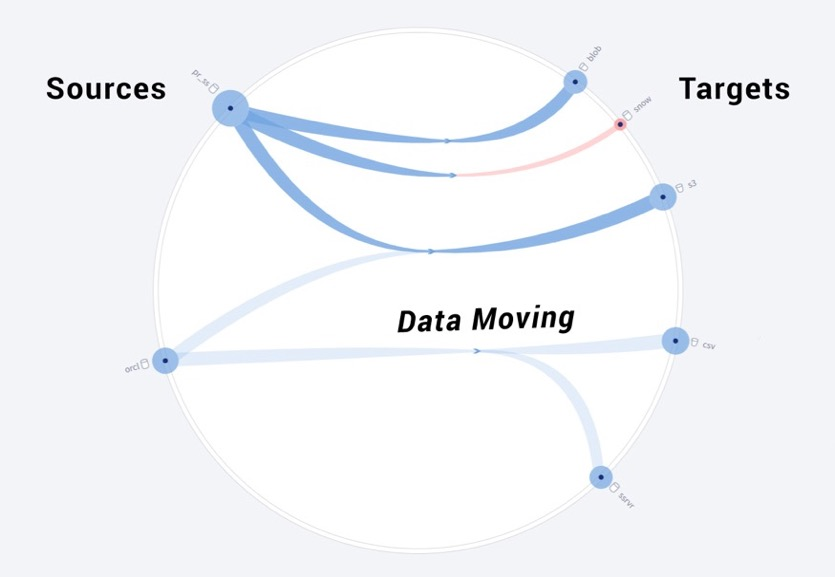 Sources
Targets
pr_ss
blob
snow
s3
Data Moving
orcl
csv
ssrvr